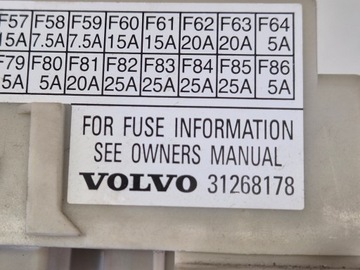 F57 F58 F59 F60 F61 F62 F63 F64
15A 7.5A 7.5A 15A 15A 20A 20A 5A
F79 F80 F81 F82 F83 F84 F85 F86
5A 5A 20A 25A 25A 25A 25A 5A
FOR FUSE INFORMATION
SEE OWNERS MANUAL
VOLVO 31268178